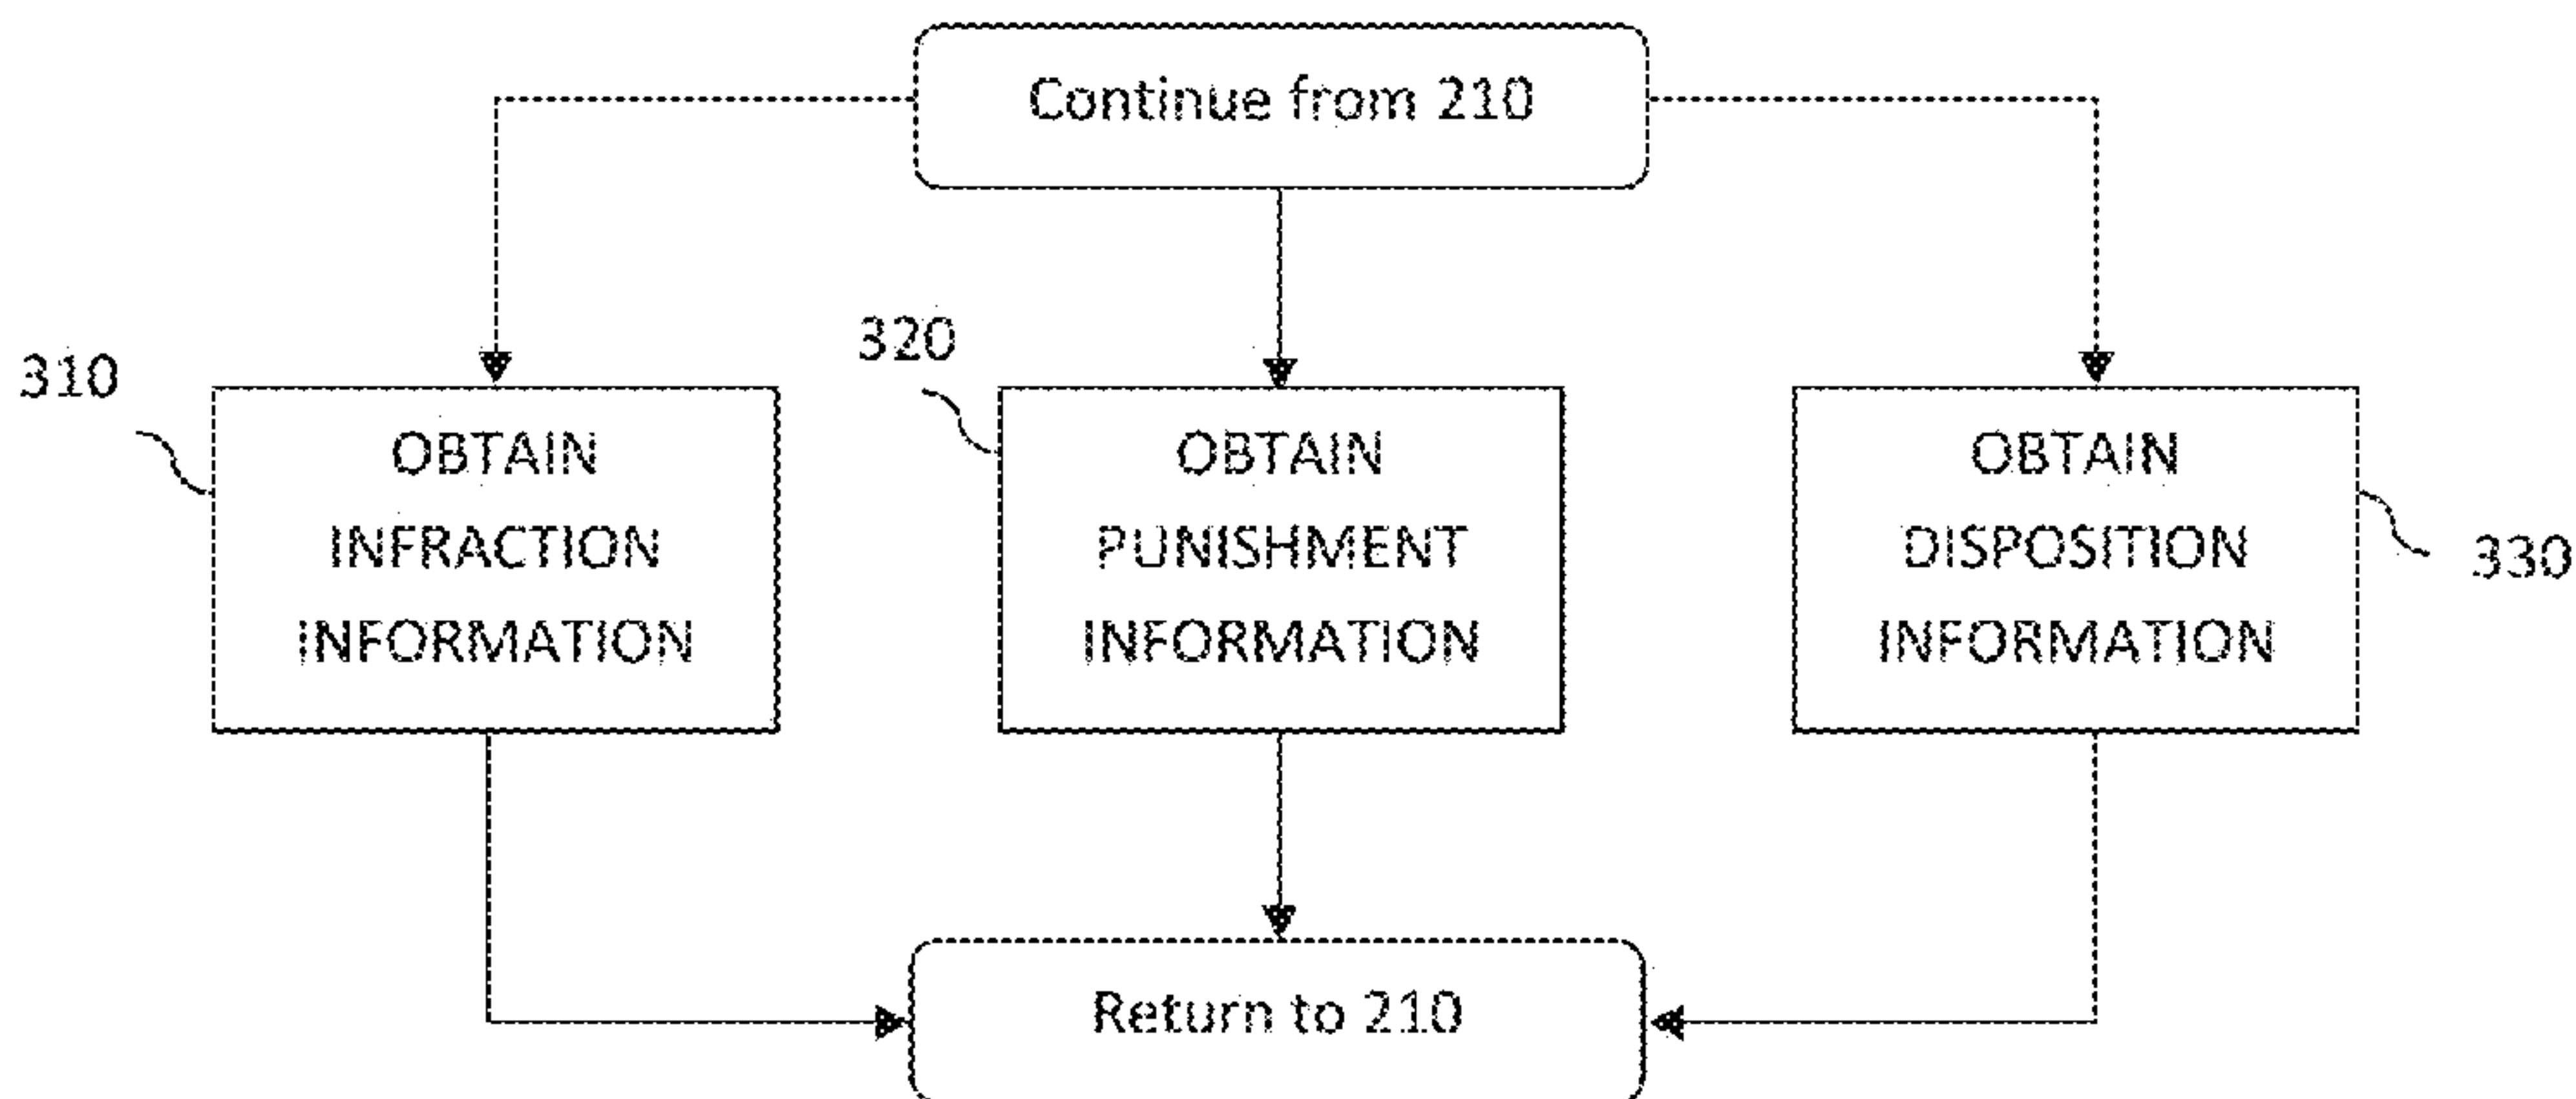 Continue from 210
310
320
OBTAIN
INFRACTION
INFORMATION
OBTAIN
PUNISHMENT
INFORMATION
OBTAIN
DISPOSITION
INFORMATION
330
Return to 210